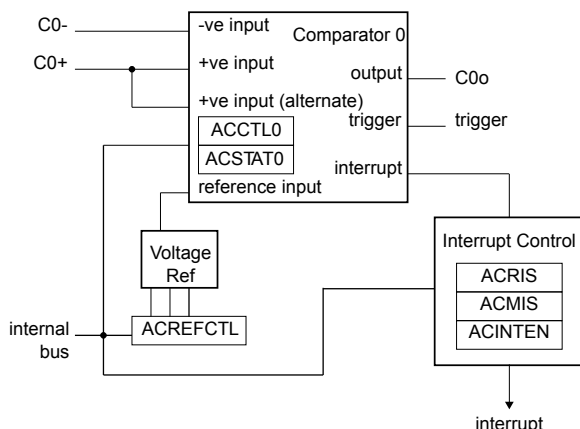 C0-
-ve input
Comparator 0
C0+
+ve input
output
C0o
+ve input (alternate)
ACCTL0
trigger
trigger
ACSTAT0
interrupt
reference input
Voltage
Ref
Interrupt Control
ACRIS
ACMIS
ACINTEN
internal
bus
ACREFCTL
interrupt